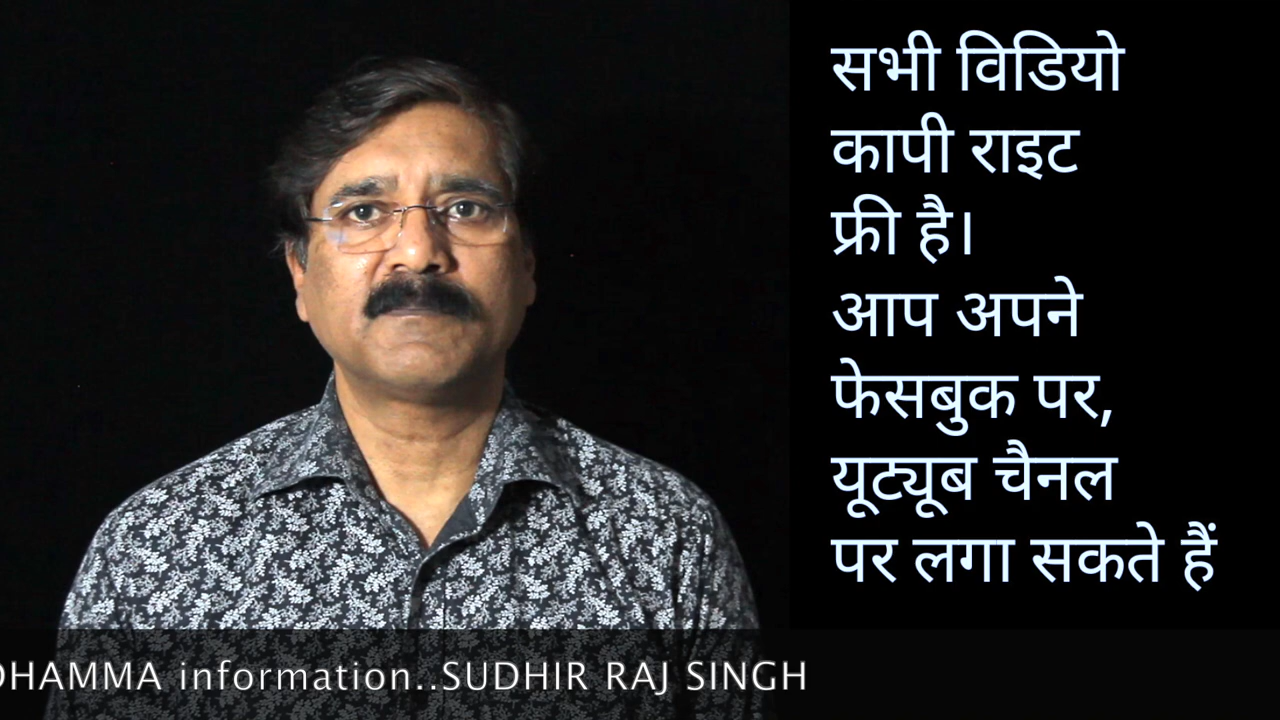 सभी विडियो
कापी राइट
फ्री है।
आप अपने
फेसबुक पर,
यूट्यूब चैनल
पर लगा सकते हैं
DHAMMA information..SUDHIR RAJ SINGH